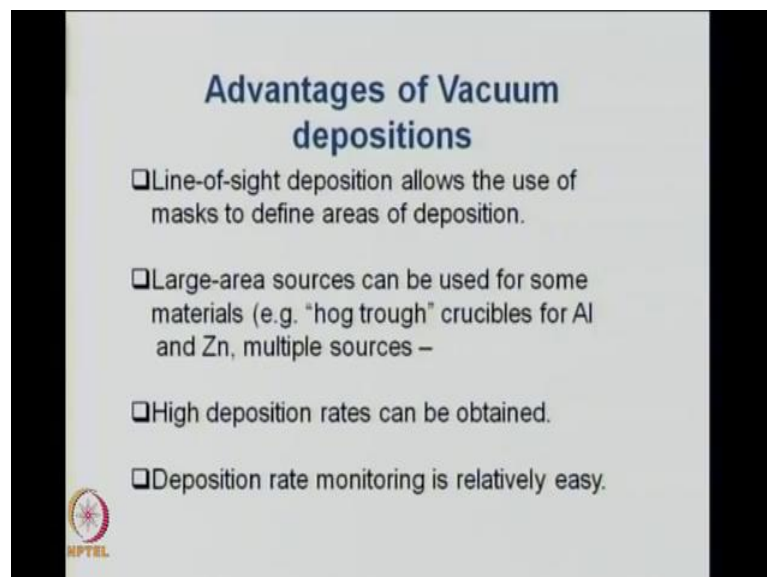 Advantages of Vacuum
depositions
❑Line-of-sight deposition allows the use of
masks to define areas of deposition.
❑Large-area sources can be used for some
materials (e.g. "hog trough" crucibles for Al
and Zn, multiple sources –
❑High deposition rates can be obtained.
❑Deposition rate monitoring is relatively easy.
NPTEL